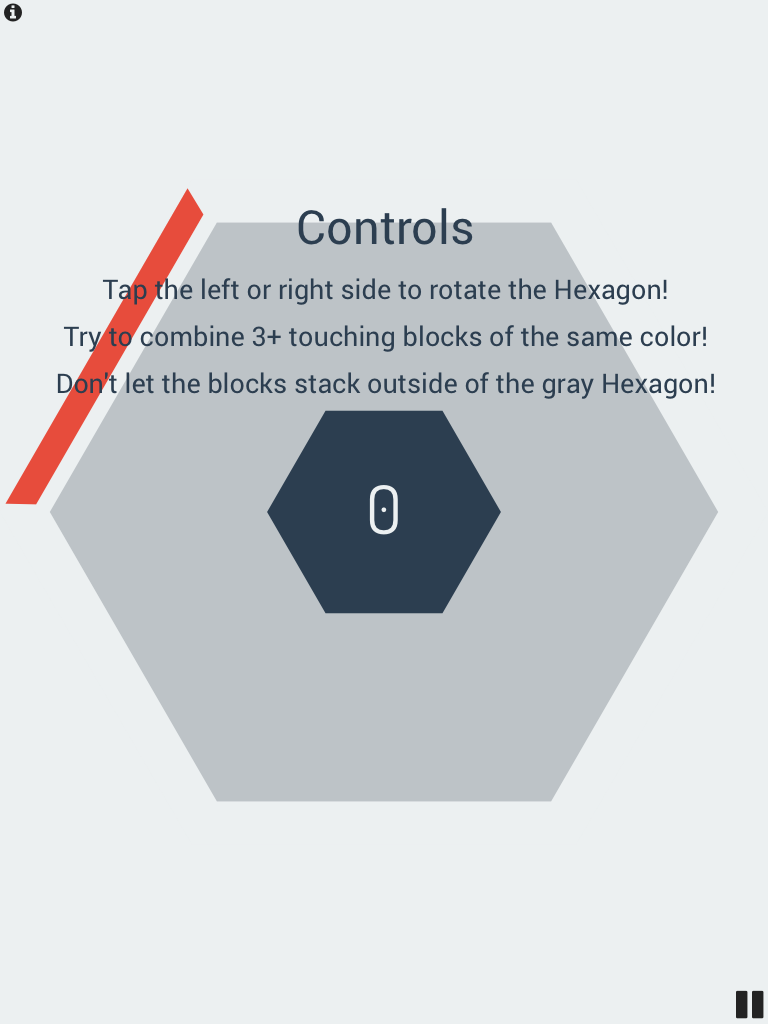 Controls
Tap the left or right side to rotate the Hexagon!
Try to combine 3+ touching blocks of the same color!
Don't let the blocks stack outside of the gray Hexagon!
0